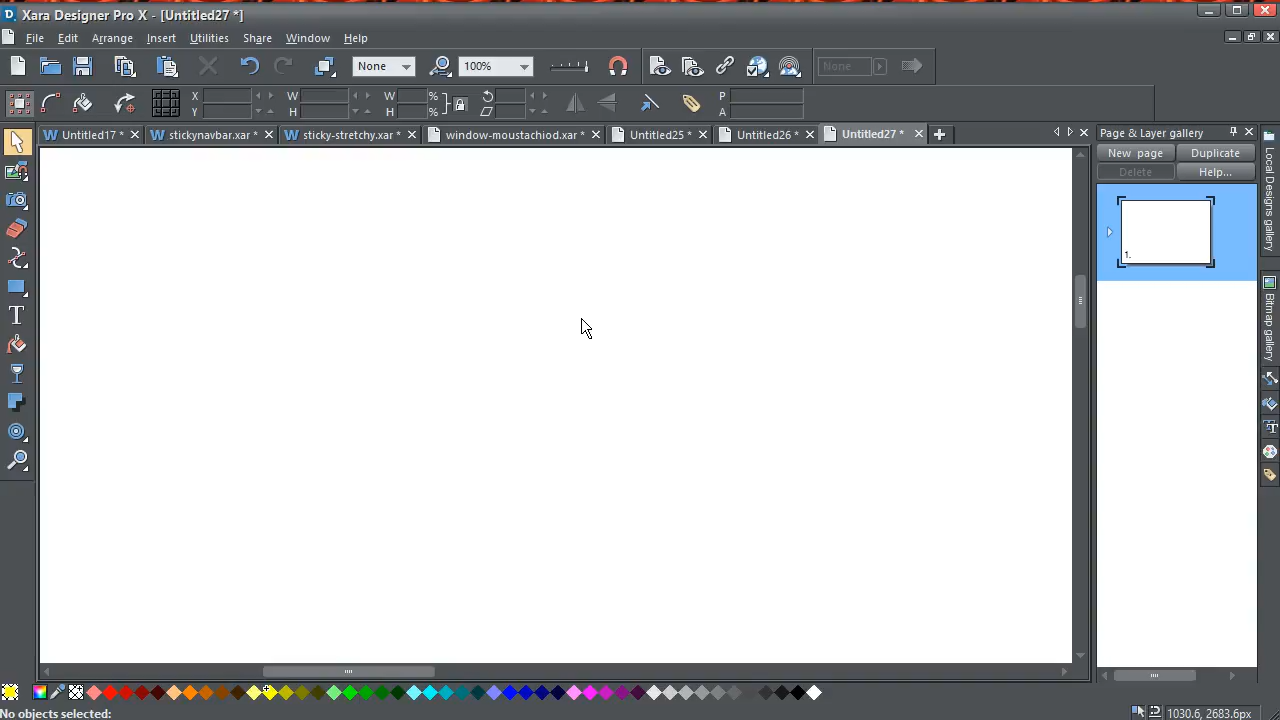 Xara Designer Pro X - [Untitled27 *]
File Edit Arrange Insert Utilities Share Window Help
None 100% None
X W W % P
Y H H % A
Untitled17 * stickynavbar.xar * sticky-stretchy.xar * window-moustachiod.xar * Untitled25 * Untitled26 * Untitled27 *
Page & Layer gallery
New page Duplicate
Delete Help...
1.
Local Designs gallery
Bitmap gallery
No objects selected:
1030.6, 2683.6px